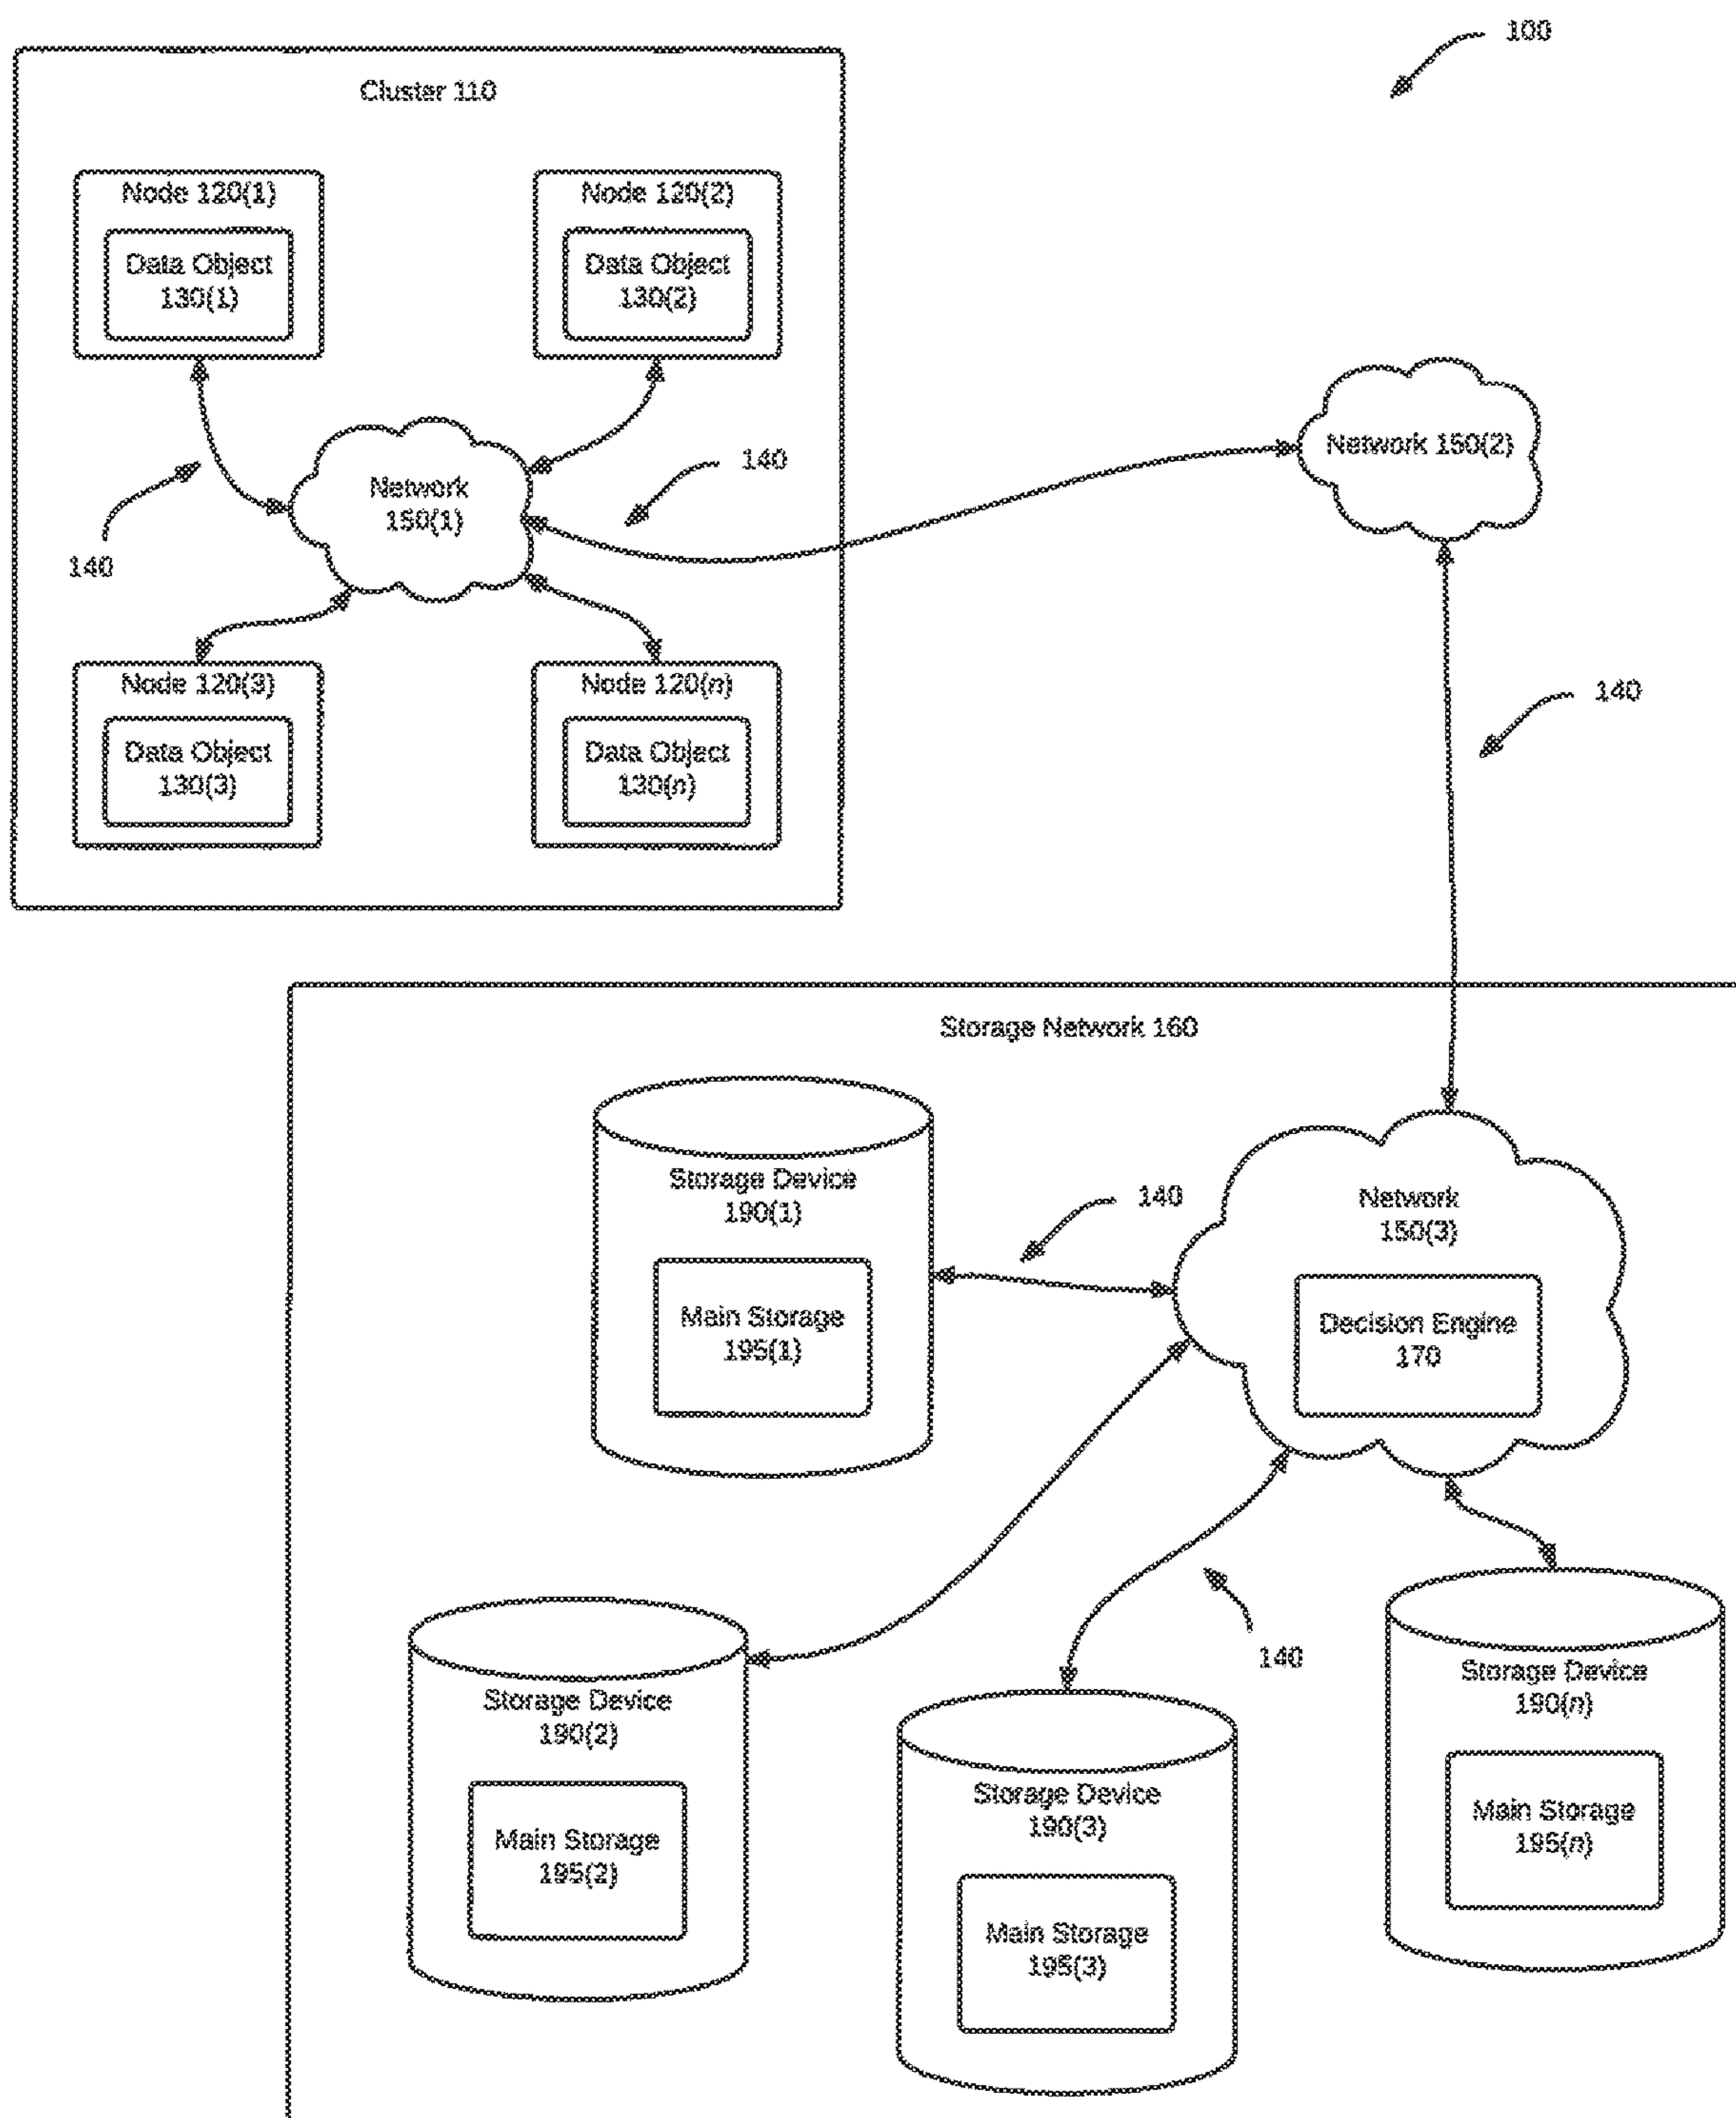 100
Cluster 110
Node 120(1)
Data Object
130(1)
Node 120(2)
Data Object
130(2)
Network
150(1)
140
140
Network 150(2)
Node 120(3)
Data Object
130(3)
Node 120(n)
Data Object
130(n)
140
Storage Network 160
Storage Device
190(1)
Main Storage
195(1)
140
Network
150(3)
Decision Engine
170
140
Storage Device
190(2)
Main Storage
195(2)
Storage Device
190(3)
Main Storage
195(3)
Storage Device
190(n)
Main Storage
195(n)